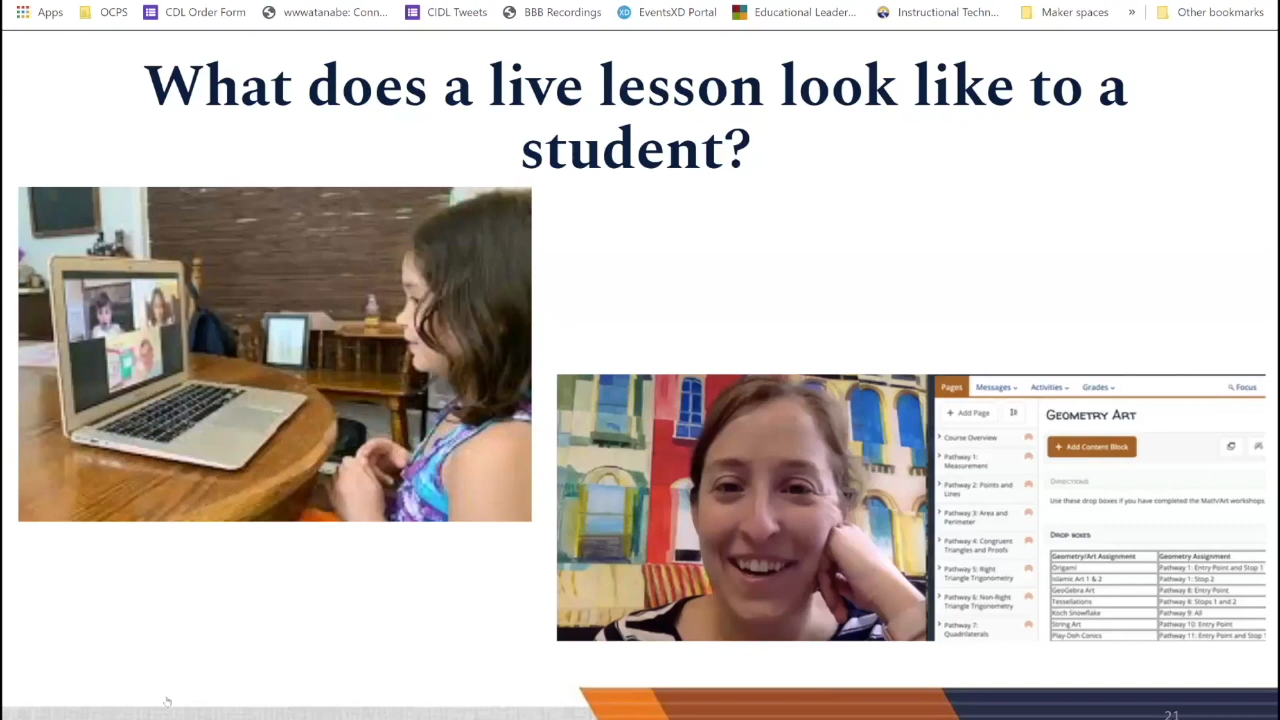 Apps OCPS CDL Order Form wwwatanabe: Conn... CIDL Tweets BBB Recordings EventsXD Portal Educational Leader... Instructional Techn... Maker spaces » Other bookmarks
What does a live lesson look like to a
student?
Pages Messages Activities Grades Focus
+ Add Page
Course Overview
Pathway 1:
Measurement
Pathway 2: Points and
Lines
Pathway 3: Area and
Perimeter
Pathway 4: Congruent
Triangles and Proofs
Pathway 5: Right
Triangle Trigonometry
Pathway 6: Non-Right
Triangle Trigonometry
Pathway 7:
Quadrilaterals
Geometry Art
+ Add Content Block
Directions
Use these drop boxes if you have completed the Math/Art workshops
Drop boxes
Geometry/Art Assignment Geometry Assignment
Origami Pathway 1: Entry Point and Stop 1
Islamic Art 1 & 2 Pathway 1: Stop 2
GeoGebra Art Pathway 8: Entry Point
Tessellations Pathway 8: Stops 1 and 2
Koch Snowflake Pathway 9: All
String Art Pathway 10: Entry Point
Play-Doh Conics Pathway 11: Entry Point and Stop 1
21